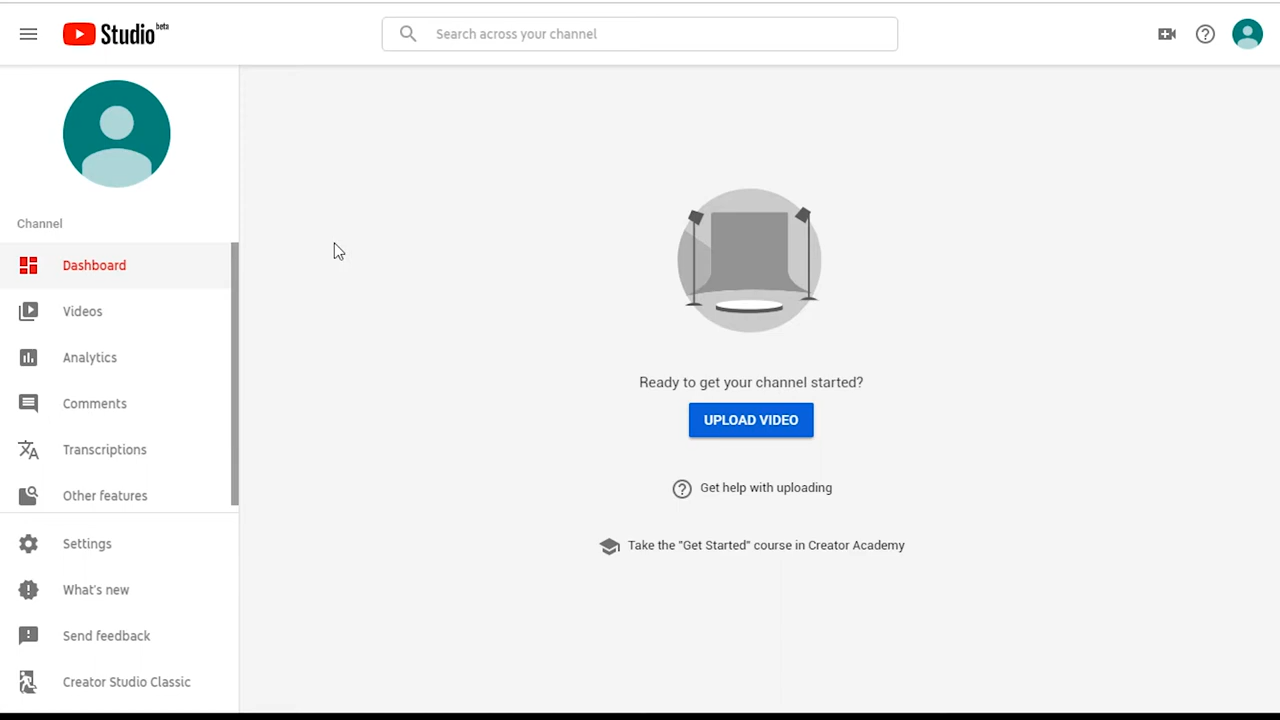 Studio beta
Search across your channel
Channel
Dashboard
Videos
Analytics
Comments
Transcriptions
Other features
Settings
What's new
Send feedback
Creator Studio Classic
Ready to get your channel started?
UPLOAD VIDEO
Get help with uploading
Take the "Get Started" course in Creator Academy